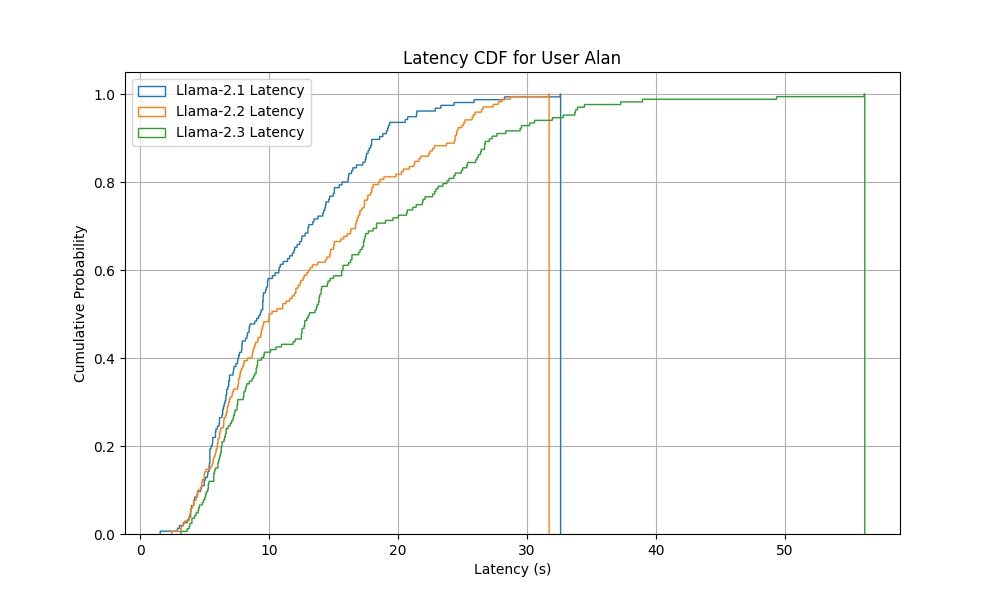 Latency CDF for User Alan
Llama-2.1 Latency
Llama-2.2 Latency
Llama-2.3 Latency
1.0
0.8
0.6
0.4
0.2
0.0
Cumulative Probability
0 10 20 30 40 50
Latency (s)